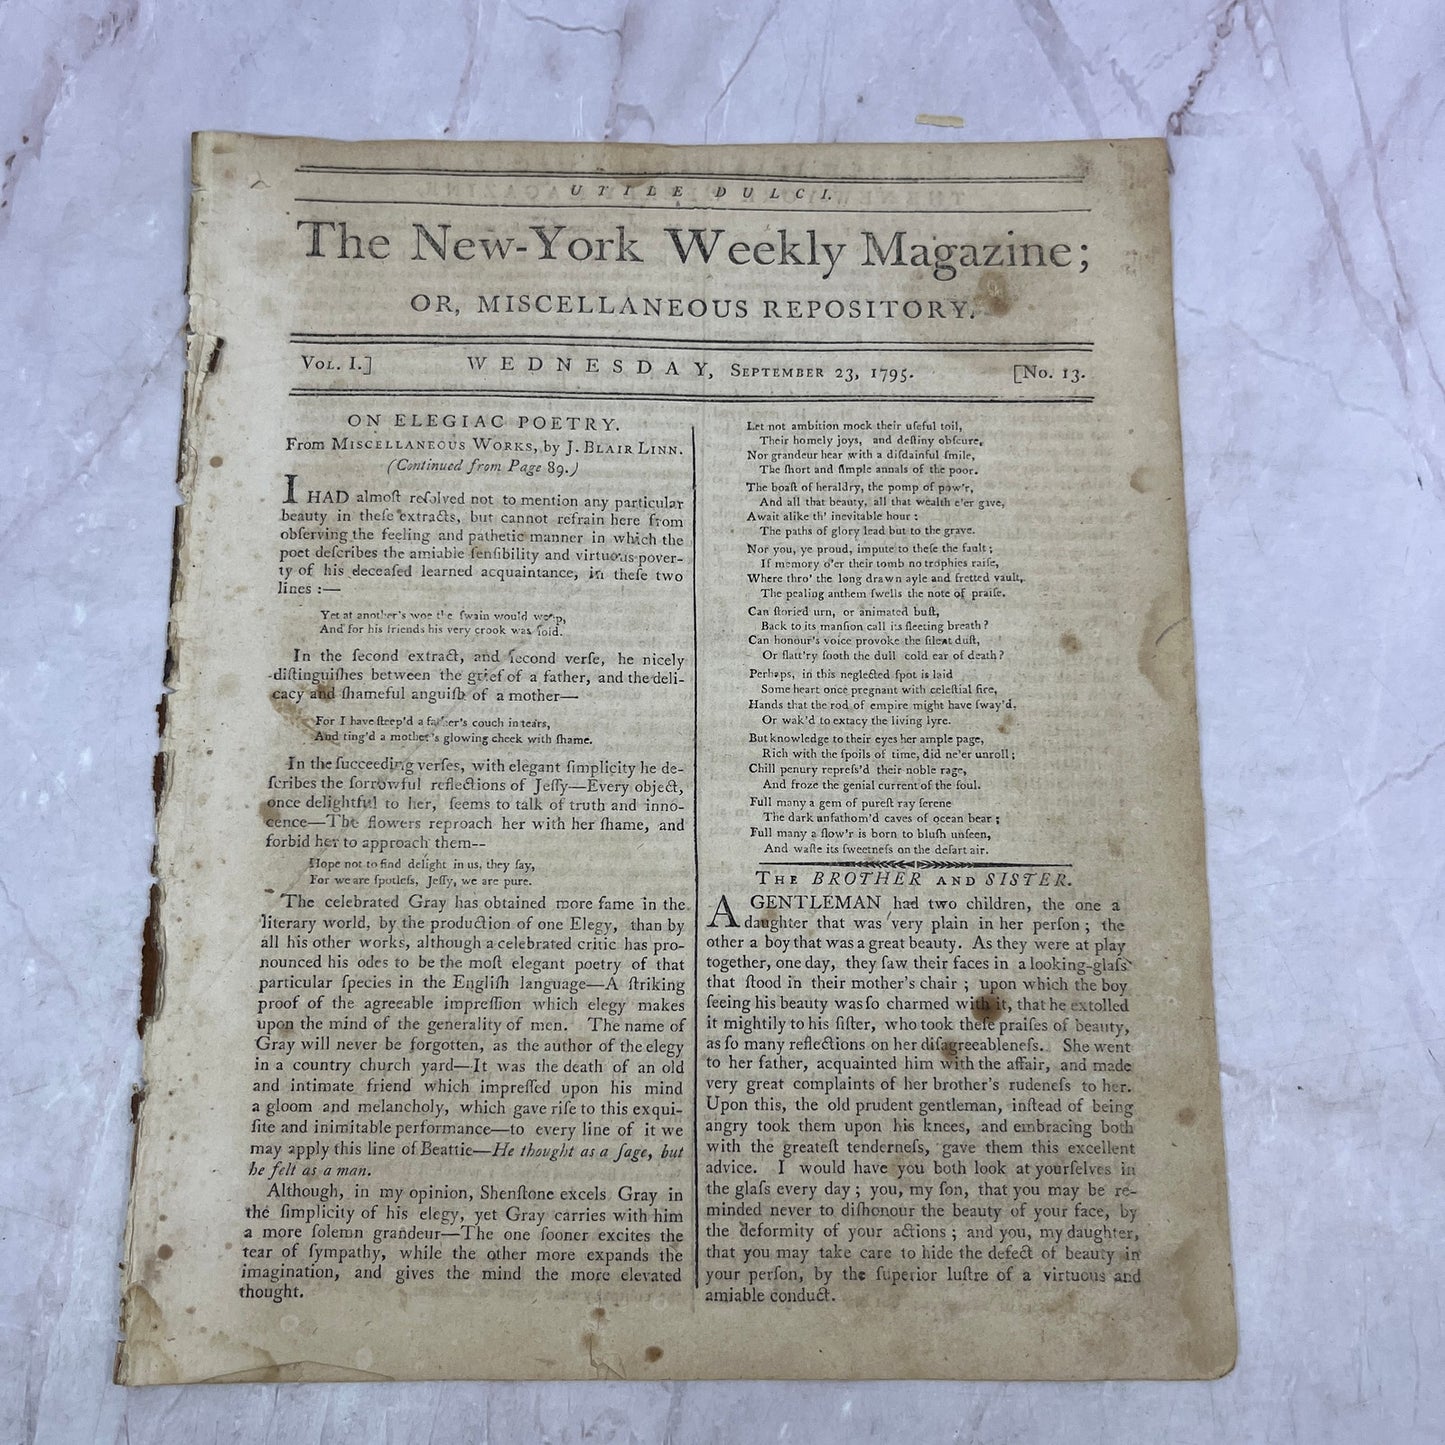 UTILE DULCI.
The New-York Weekly Magazine;
OR, MISCELLANEOUS REPOSITORY.
VOL. I.] WEDNESDAY, SEPTEMBER 23, 1795. [No. 13.
ON ELEGIAC POETRY.
From MISCELLANEOUS WORKS, by J. BLAIR LINN.
(Continued from Page 89.)
I HAD almoſt reſolved not to mention any particular
beauty in theſe extracts, but cannot refrain here from
obſerving the feeling and pathetic manner in which the
poet deſcribes the amiable ſenſibility and virtuous pover-
ty of his deceaſed learned acquaintance, in theſe two
lines :—
Yet at another's woe the ſwain would weep,
And for his friends his very crook was ſold.
In the ſecond extract, and ſecond verſe, he nicely
diſtinguiſhes between the grief of a father, and the deli-
cacy and ſhameful anguiſh of a mother—
For I have ſteep'd a father's couch in tears,
And ting'd a mother's glowing cheek with ſhame.
In the ſucceeding verſes, with elegant ſimplicity he de-
ſcribes the ſorrowful reflections of Jeſſy—Every object,
once delightful to her, ſeems to talk of truth and inno-
cence—The flowers reproach her with her ſhame, and
forbid her to approach them--
Hope not to find delight in us, they ſay,
For we are ſpotleſs, Jeſſy, we are pure.
The celebrated Gray has obtained more fame in the
literary world, by the production of one Elegy, than by
all his other works, although a celebrated critic has pro-
nounced his odes to be the moſt elegant poetry of that
particular ſpecies in the Engliſh language—A ſtriking
proof of the agreeable impreſſion which elegy makes
upon the mind of the generality of men. The name of
Gray will never be forgotten, as the author of the elegy
in a country church yard—It was the death of an old
and intimate friend which impreſſed upon his mind
a gloom and melancholy, which gave riſe to this exqui-
ſite and inimitable performance—to every line of it we
may apply this line of Beattie—He thought as a ſage, but
he felt as a man.
Although, in my opinion, Shenſtone excels Gray in
the ſimplicity of his elegy, yet Gray carries with him
a more ſolemn grandeur—The one ſooner excites the
tear of ſympathy, while the other more expands the
imagination, and gives the mind the more elevated
thought.
Let not ambition mock their uſeful toil,
Their homely joys, and deſtiny obſcure,
Nor grandeur hear with a diſdainful ſmile,
The ſhort and ſimple annals of the poor.
The boaſt of heraldry, the pomp of pow'r,
And all that beauty, all that wealth e'er gave,
Await alike th' inevitable hour :
The paths of glory lead but to the grave.
Nor you, ye proud, impute to theſe the fault ;
If memory o'er their tomb no trophies raiſe,
Where thro' the long drawn ayle and fretted vault,
The pealing anthem ſwells the note of praiſe.
Can ſtoried urn, or animated buſt,
Back to its manſion call its fleeting breath ?
Can honour's voice provoke the ſilent duſt,
Or flatt'ry ſooth the dull cold ear of death ?
Perhaps, in this neglected ſpot is laid
Some heart once pregnant with celeſtial fire,
Hands that the rod of empire might have ſway'd,
Or wak'd to extacy the living lyre.
But knowledge to their eyes her ample page,
Rich with the ſpoils of time, did ne'er unroll ;
Chill penury repreſs'd their noble rage,
And froze the genial current of the ſoul.
Full many a gem of pureſt ray ſerene
The dark unfathom'd caves of ocean bear ;
Full many a flow'r is born to bluſh unſeen,
And waſte its ſweetneſs on the deſart air.
THE BROTHER AND SISTER.
A GENTLEMAN had two children, the one a
daughter that was very plain in her perſon ; the
other a boy that was a great beauty. As they were at play
together, one day, they ſaw their faces in a looking-glaſs
that ſtood in their mother's chair ; upon which the boy
ſeeing his beauty was ſo charmed with it, that he extolled
it mightily to his ſiſter, who took theſe praiſes of beauty,
as ſo many reflections on her diſagreeableneſs. She went
to her father, acquainted him with the affair, and made
very great complaints of her brother's rudeneſs to her.
Upon this, the old prudent gentleman, inſtead of being
angry took them upon his knees, and embracing both
with the greateſt tenderneſs, gave them this excellent
advice. I would have you both look at yourſelves in
the glaſs every day ; you, my ſon, that you may be re-
minded never to diſhonour the beauty of your face, by
the deformity of your actions ; and you, my daughter,
that you may take care to hide the defect of beauty in
your perſon, by the ſuperior luſtre of a virtuous and
amiable conduct.